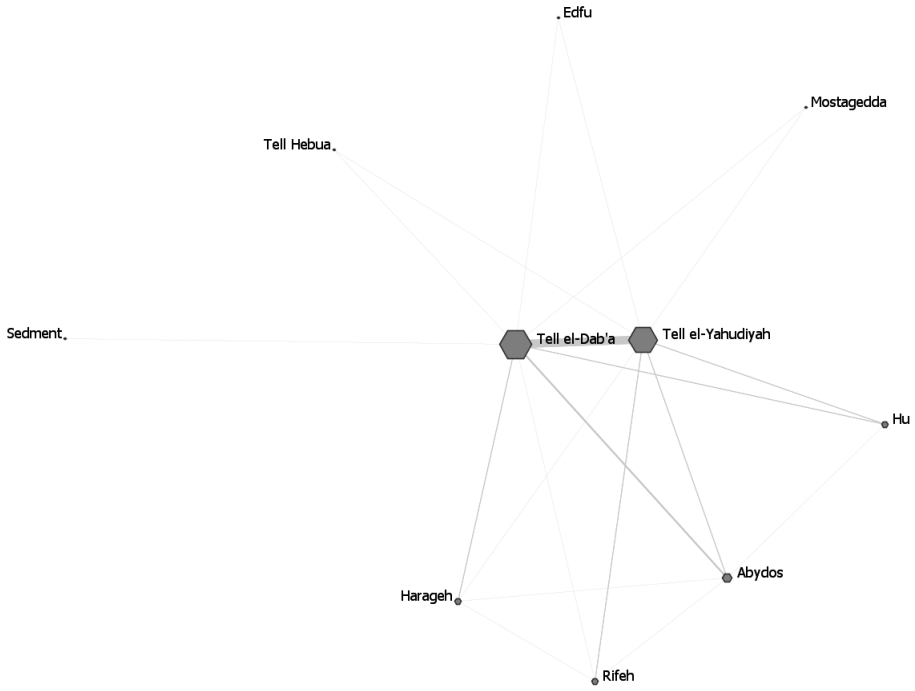 Edfu
Mostagedda
Tell Hebua
Sedment
Tell el-Dab'a
Tell el-Yahudiyah
Hu
Abydos
Harageh
Rifeh